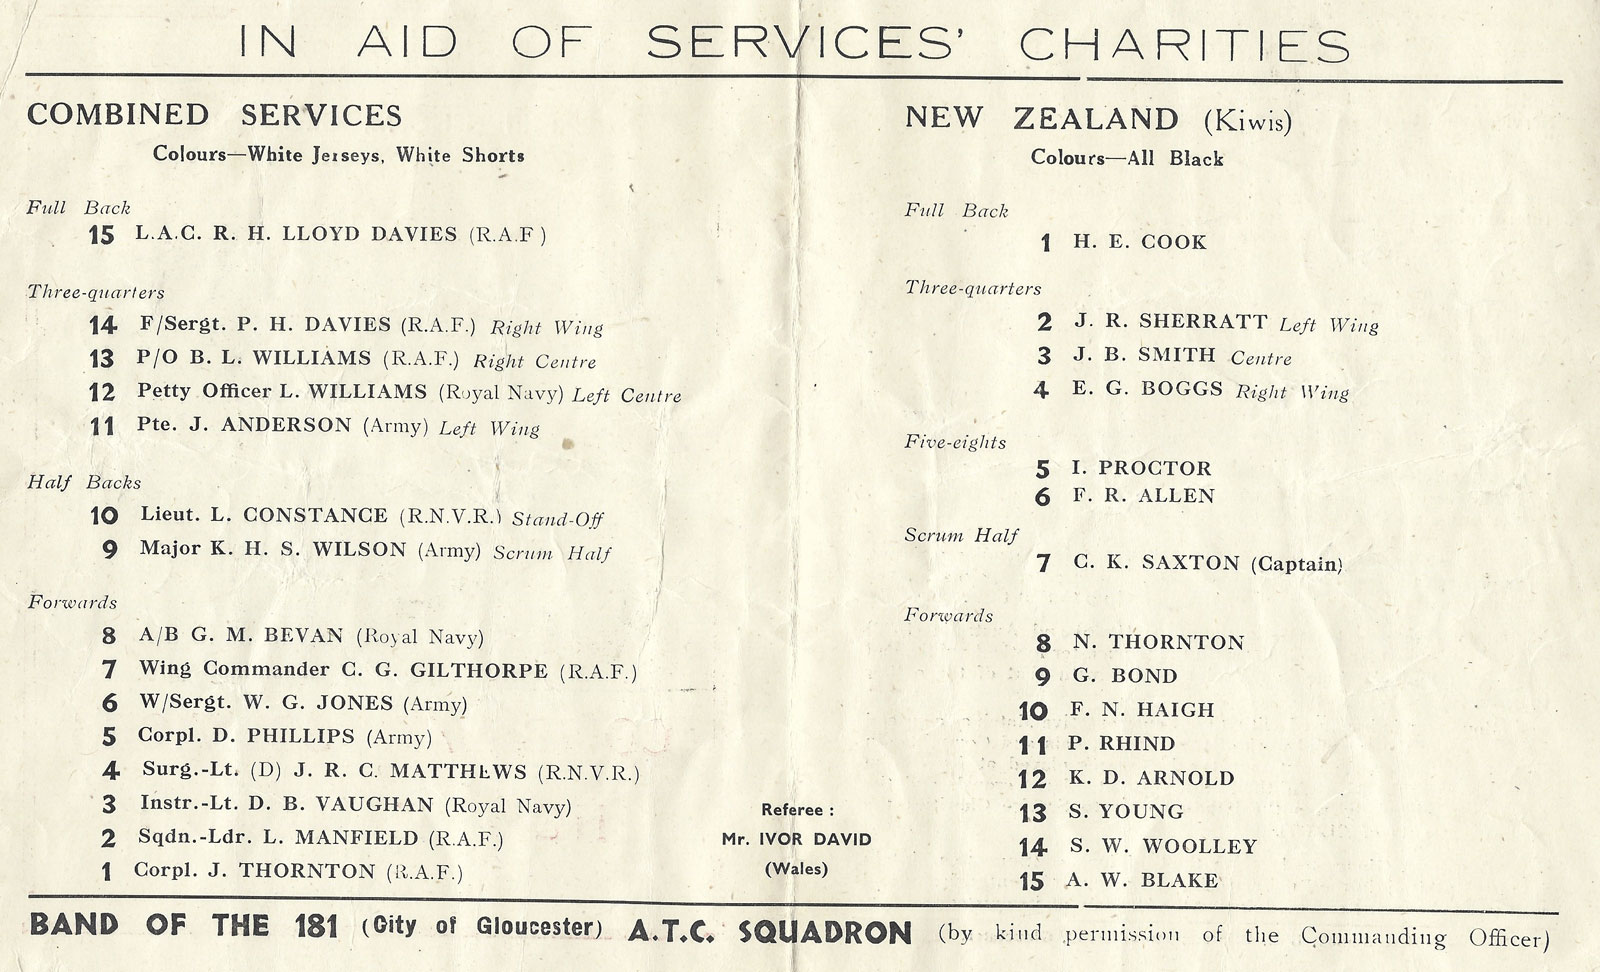 IN AID OF SERVICES' CHARITIES
COMBINED SERVICES
Colours—White Jerseys, White Shorts
Full Back
15 L.A.C. R. H. LLOYD DAVIES (R.A.F )
Three-quarters
14 F/Sergt. P. H. DAVIES (R.A.F.) Right Wing
13 P/O B. L. WILLIAMS (R.A.F.) Right Centre
12 Petty Officer L. WILLIAMS (Royal Navy) Left Centre
11 Pte. J. ANDERSON (Army) Left Wing
Half Backs
10 Lieut. L. CONSTANCE (R.N.V.R.) Stand-Off
9 Major K. H. S. WILSON (Army) Scrum Half
Forwards
8 A/B G. M. BEVAN (Royal Navy)
7 Wing Commander C. G. GILTHORPE (R.A.F.)
6 W/Sergt. W. G. JONES (Army)
5 Corpl. D. PHILLIPS (Army)
4 Surg.-Lt. (D) J. R. C. MATTHEWS (R.N.V.R.)
3 Instr.-Lt. D. B. VAUGHAN (Royal Navy)
2 Sqdn.-Ldr. L. MANFIELD (R.A.F.)
1 Corpl. J. THORNTON (R.A.F.)
Referee :
Mr. IVOR DAVID
(Wales)
NEW ZEALAND (Kiwis)
Colours—All Black
Full Back
1 H. E. COOK
Three-quarters
2 J. R. SHERRATT Left Wing
3 J. B. SMITH Centre
4 E. G. BOGGS Right Wing
Five-eights
5 I. PROCTOR
6 F. R. ALLEN
Scrum Half
7 C. K. SAXTON (Captain)
Forwards
8 N. THORNTON
9 G. BOND
10 F. N. HAIGH
11 P. RHIND
12 K. D. ARNOLD
13 S. YOUNG
14 S. W. WOOLLEY
15 A. W. BLAKE
BAND OF THE 181 (City of Gloucester) A.T.C. SQUADRON (by kind permission of the Commanding Officer)